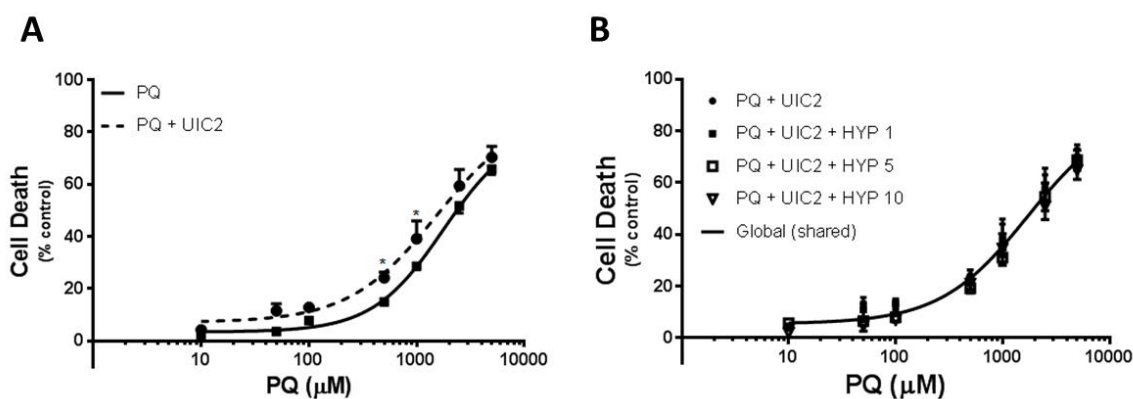 A
100
80
60
40
20
0
Cell Death
(% control)
PQ
PQ + UIC2
*
*
10
100
1000
10000
PQ (μM)
B
100
80
60
40
20
0
Cell Death
(% control)
PQ + UIC2
PQ + UIC2 + HYP 1
PQ + UIC2 + HYP 5
PQ + UIC2 + HYP 10
Global (shared)
10
100
1000
10000
PQ (μM)